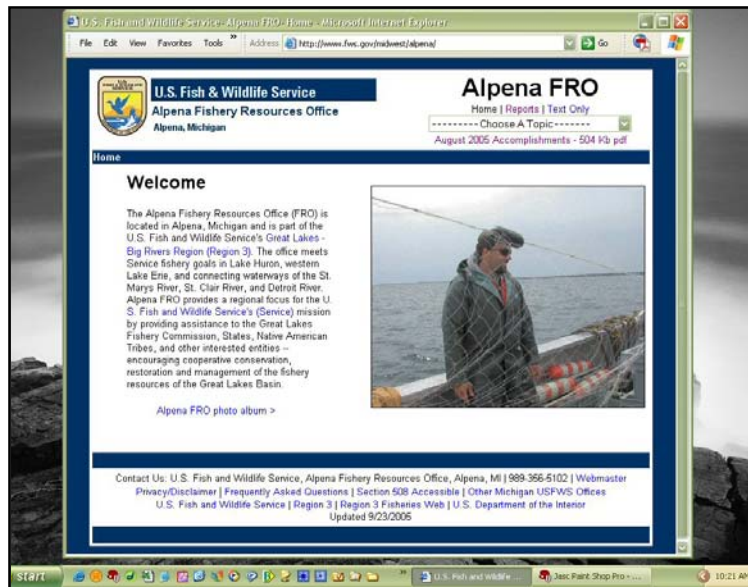 U.S. Fish and Wildlife Service- Alpena FRO- Home - Microsoft Internet Explorer
File Edit View Favorites Tools » Address http://www.fws.gov/midwest/alpena/ Go
U.S. Fish & Wildlife Service
Alpena Fishery Resources Office
Alpena, Michigan
Alpena FRO
Home | Reports | Text Only
---------Choose A Topic-------
August 2005 Accomplishments - 504 Kb pdf
Home
Welcome
The Alpena Fishery Resources Office (FRO) is
located in Alpena, Michigan and is part of the
U.S. Fish and Wildlife Service's Great Lakes -
Big Rivers Region (Region 3). The office meets
Service fishery goals in Lake Huron, western
Lake Erie, and connecting waterways of the St.
Marys River, St. Clair River, and Detroit River.
Alpena FRO provides a regional focus for the U.
S. Fish and Wildlife Service's (Service) mission
by providing assistance to the Great Lakes
Fishery Commission, States, Native American
Tribes, and other interested entities --
encouraging cooperative conservation,
restoration and management of the fishery
resources of the Great Lakes Basin.
Alpena FRO photo album >
Contact Us: U.S. Fish and Wildlife Service, Alpena Fishery Resources Office, Alpena, MI | 989-356-5102 | Webmaster
Privacy/Disclaimer | Frequently Asked Questions | Section 508 Accessible | Other Michigan USFWS Offices
U.S. Fish and Wildlife Service | Region 3 | Region 3 Fisheries Web | U.S. Department of the Interior
Updated 9/23/2005
start » U.S. Fish and Wildlife ... Jasc Paint Shop Pro - ... 10:21 AM